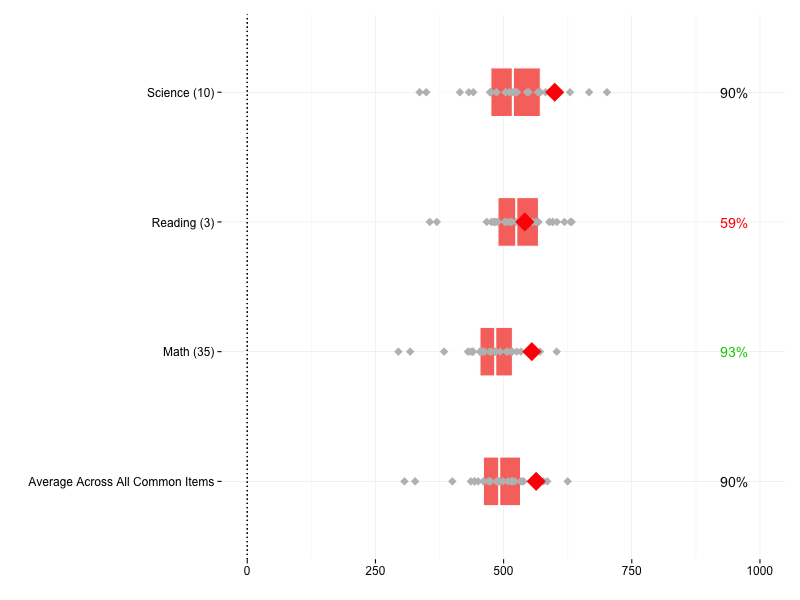 Science (10)
90%
Reading (3)
59%
Math (35)
93%
Average Across All Common Items
90%
0 250 500 750 1000